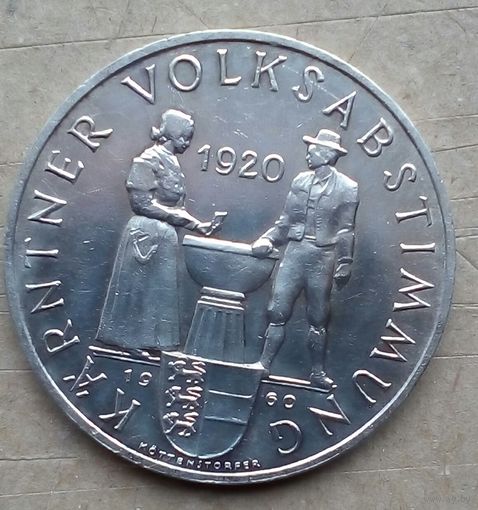 KÄRNTNER VOLKSABSTIMMUNG
1920
19 60
KÖTTENSTORFER